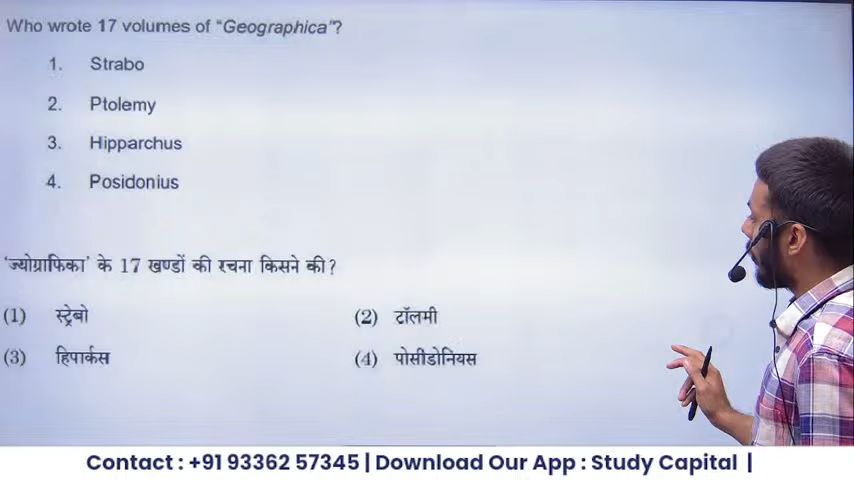 Who wrote 17 volumes of “Geographica”?
1. Strabo
2. Ptolemy
3. Hipparchus
4. Posidonius
‘ज्योग्राफिका’ के 17 खण्डों की रचना किसने की?
(1) स्ट्रेबो (2) टॉलमी
(3) हिपार्कस (4) पोसीडोनियस
Contact : +91 93362 57345 | Download Our App : Study Capital |